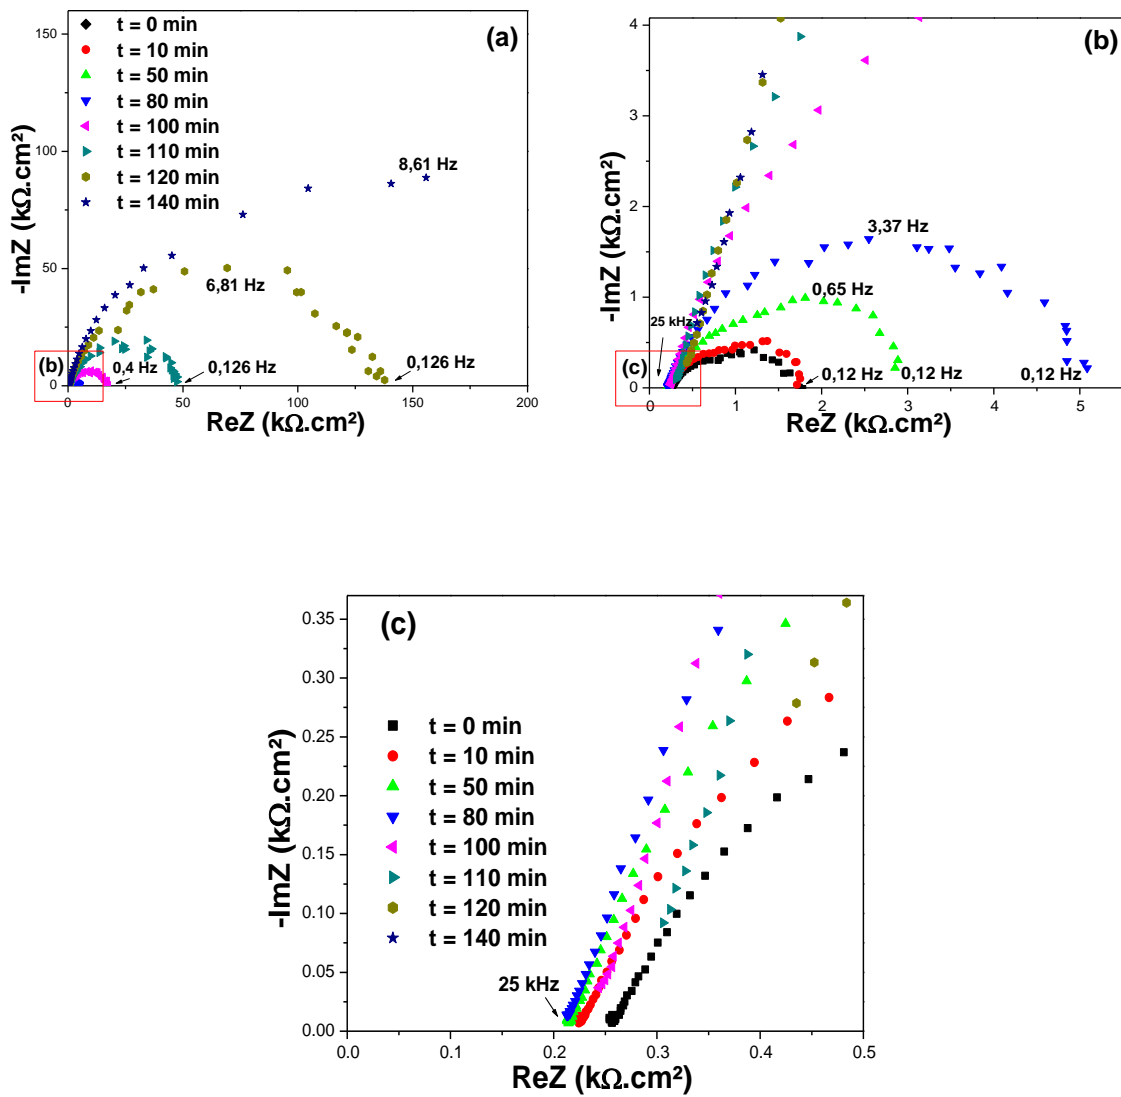 (a)
t = 0 min
t = 10 min
t = 50 min
t = 80 min
t = 100 min
t = 110 min
t = 120 min
t = 140 min
150
100
50
0
-ImZ (kΩ.cm²)
8,61 Hz
6,81 Hz
(b)
0,4 Hz
0,126 Hz
0,126 Hz
0 50 100 150 200
ReZ (kΩ.cm²)
(b)
4
3
2
1
0
-ImZ (kΩ.cm²)
3,37 Hz
0,65 Hz
25 kHz
(c)
0,12 Hz
0,12 Hz
0,12 Hz
0 1 2 3 4 5
ReZ (kΩ.cm²)
(c)
0.35
0.30
0.25
0.20
0.15
0.10
0.05
0.00
-ImZ (kΩ.cm²)
t = 0 min
t = 10 min
t = 50 min
t = 80 min
t = 100 min
t = 110 min
t = 120 min
t = 140 min
25 kHz
0.0 0.1 0.2 0.3 0.4 0.5
ReZ (kΩ.cm²)